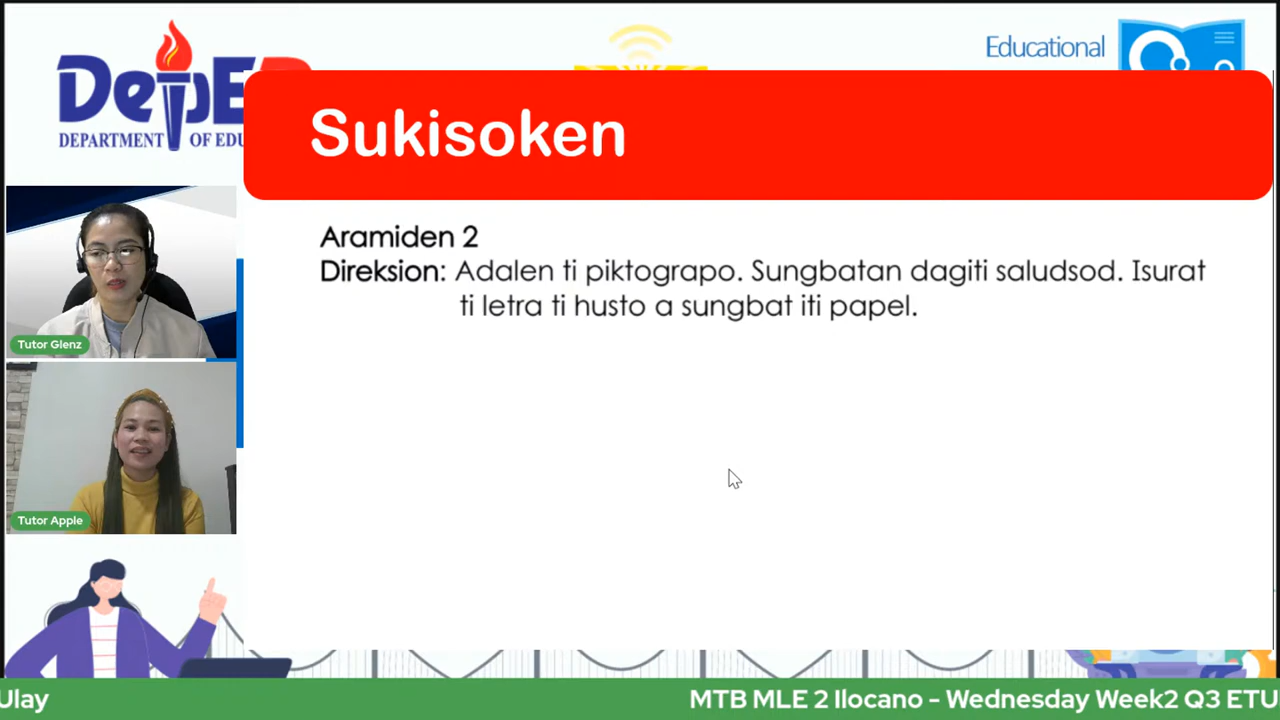 DepE
DEPARTMENT OF EDU
Educational
Sukisoken
Aramiden 2
Direksion: Adalen ti piktograpo. Sungbatan dagiti saludsod. Isurat
ti letra ti husto a sungbat iti papel.
Tutor Glenz
Tutor Apple
Ulay
MTB MLE 2 Ilocano - Wednesday Week2 Q3 ETU